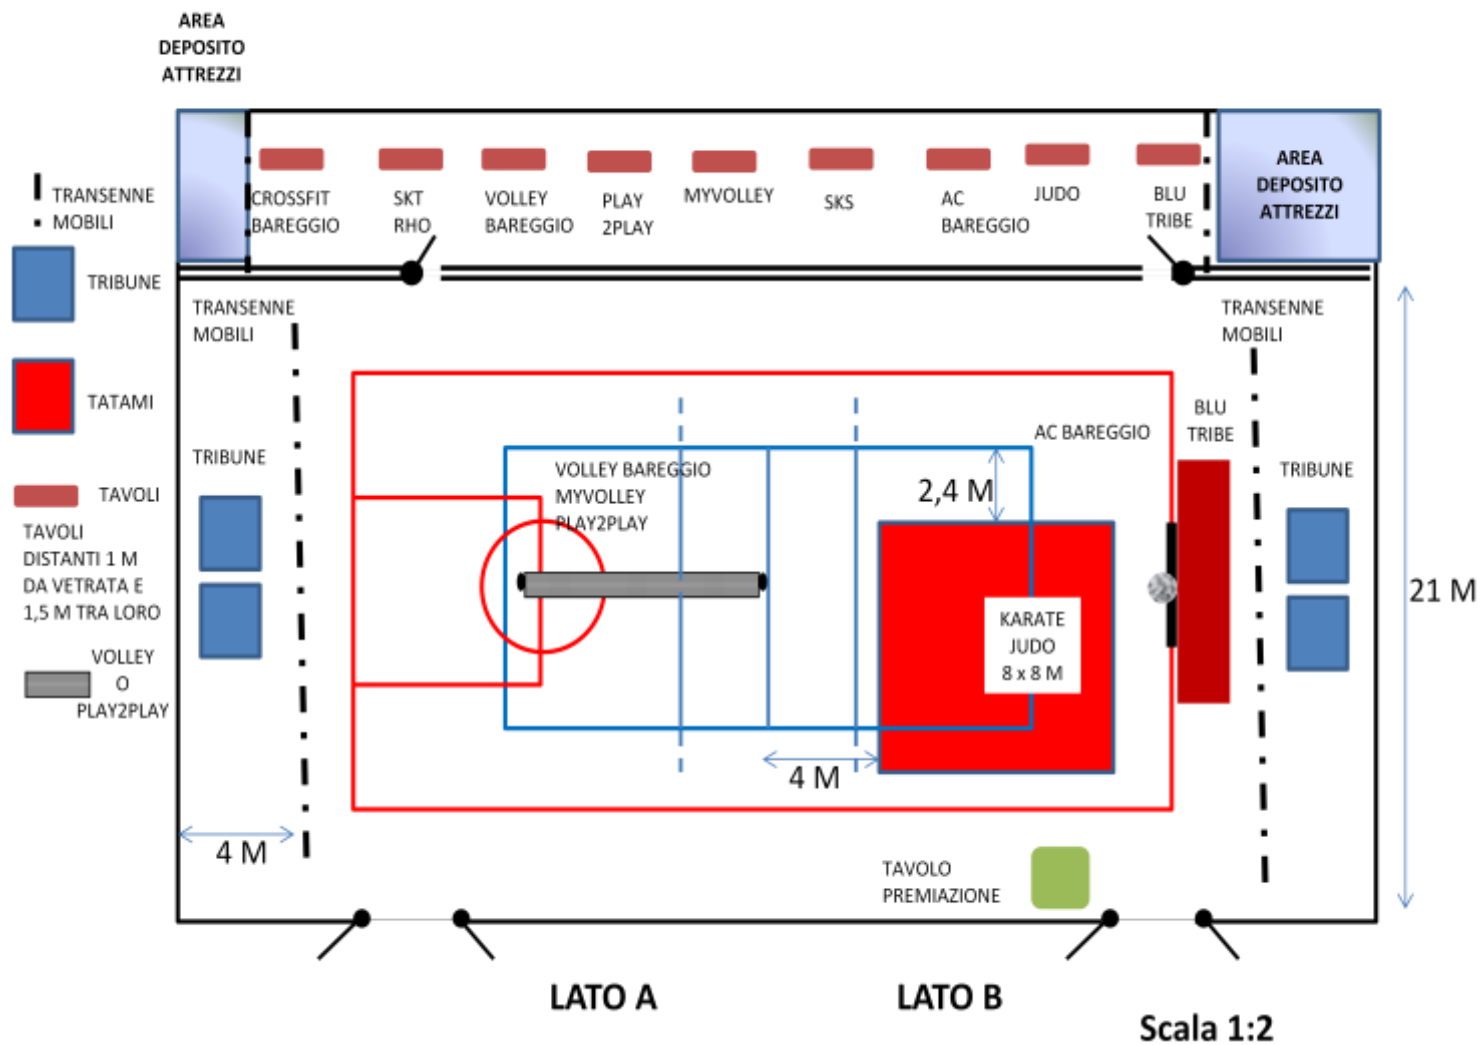 AREA
DEPOSITO
ATTREZZI
CROSSFIT
BAREGGIO
SKT
RHO
VOLLEY
BAREGGIO
PLAY
2PLAY
MYVOLLEY
SKS
AC
BAREGGIO
JUDO
BLU
TRIBE
AREA
DEPOSITO
ATTREZZI
TRANSENNE
MOBILI
TRIBUNE
TATAMI
TAVOLI
TAVOLI
DISTANTI 1 M
DA VETRATA E
1,5 M TRA LORO
VOLLEY
O
PLAY2PLAY
TRANSENNE
MOBILI
TRIBUNE
4 M
VOLLEY BAREGGIO
MYVOLLEY
PLAY2PLAY
4 M
2,4 M
AC BAREGGIO
KARATE
JUDO
8 x 8 M
BLU
TRIBE
TRANSENNE
MOBILI
TRIBUNE
21 M
TAVOLO
PREMIAZIONE
LATO A
LATO B
Scala 1:2